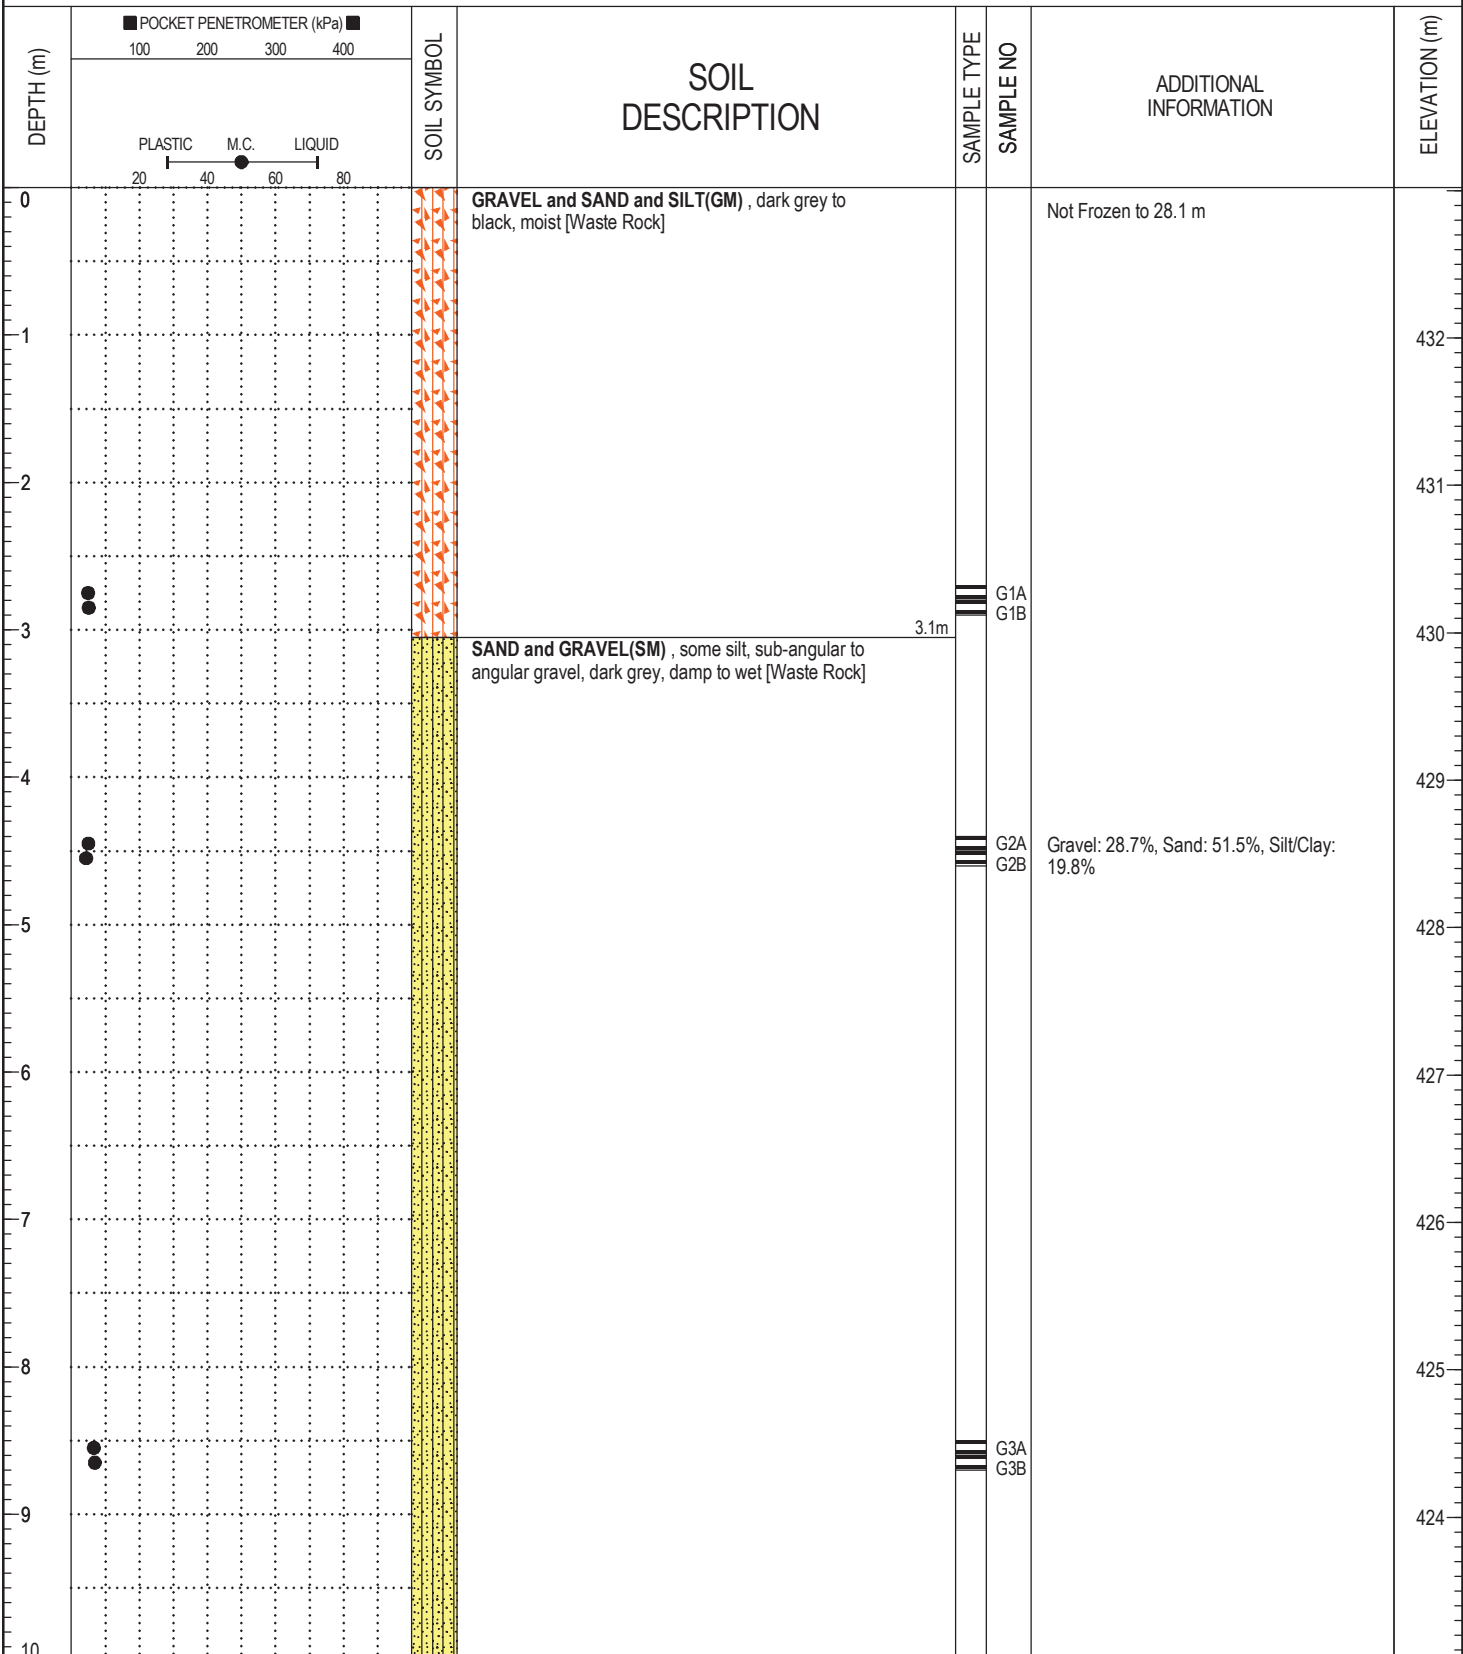 POCKET PENETROMETER (kPa)
100 200 300 400
DEPTH (m)
PLASTIC M.C. LIQUID
20 40 60 80
SOIL SYMBOL
SOIL
DESCRIPTION
SAMPLE TYPE
SAMPLE NO
ADDITIONAL
INFORMATION
ELEVATION (m)
0
GRAVEL and SAND and SILT(GM) , dark grey to
black, moist [Waste Rock]
Not Frozen to 28.1 m
1
432
2
431
G1A
G1B
3
3.1m
430
SAND and GRAVEL(SM) , some silt, sub-angular to
angular gravel, dark grey, damp to wet [Waste Rock]
4
429
G2A
G2B
Gravel: 28.7%, Sand: 51.5%, Silt/Clay:
19.8%
5
428
6
427
7
426
8
425
G3A
G3B
9
424
10